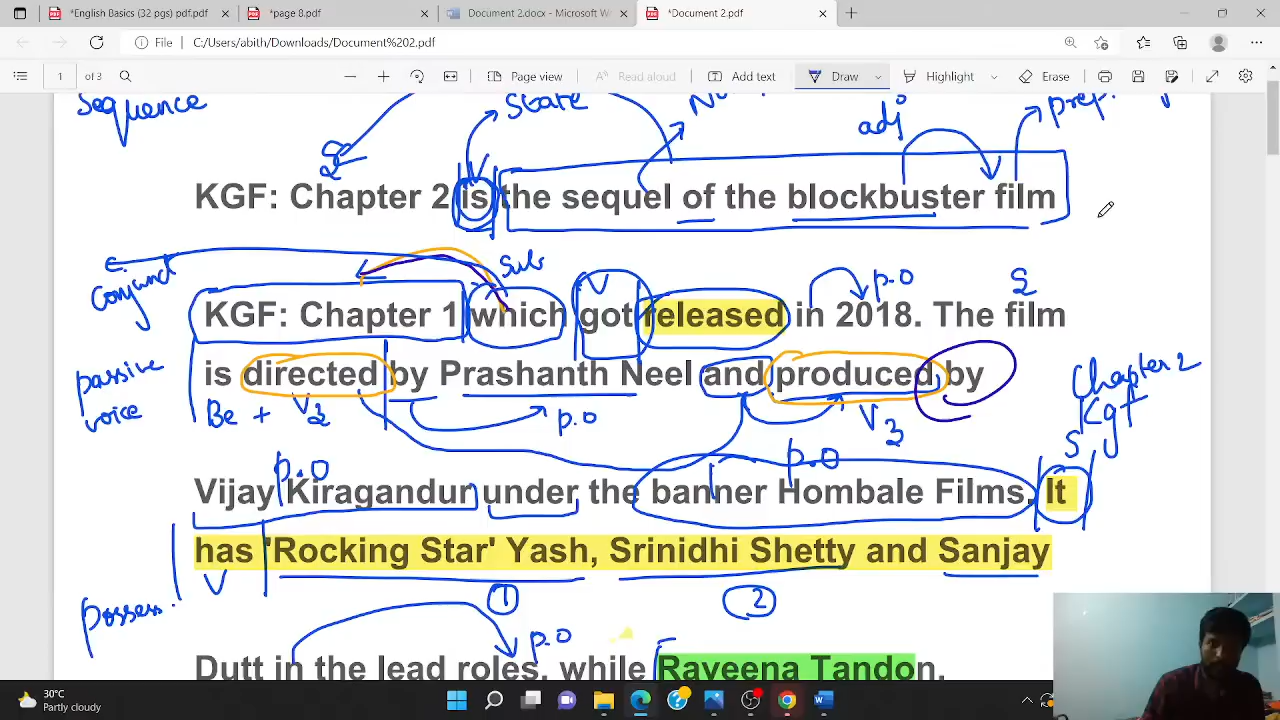 *English Basics (32 pgs) pdf.pdf
*page 8.pdf
Document 2.docx - Microsoft Wo
*Document 2.pdf
File
C:/Users/abith/Downloads/Document%202.pdf
1 of 3
Page view
Read aloud
Add text
Draw
Highlight
Erase
Sequence
State
adj
prep.
S
KGF: Chapter 2 is the sequel of the blockbuster film
Conjunct
Sub
V
p.o
S
KGF: Chapter 1 which got released in 2018. The film
passive voice
is directed by Prashanth Neel and produced by
Chapter 2
Kgf
S
Be + V3
p.o
V3
p.o
p.o
Vijay Kiragandur under the banner Hombale Films. It
has 'Rocking Star' Yash, Srinidhi Shetty and Sanjay
V
possess.
1
2
p.o
Dutt in the lead roles, while Raveena Tandon,
30°C
Partly cloudy